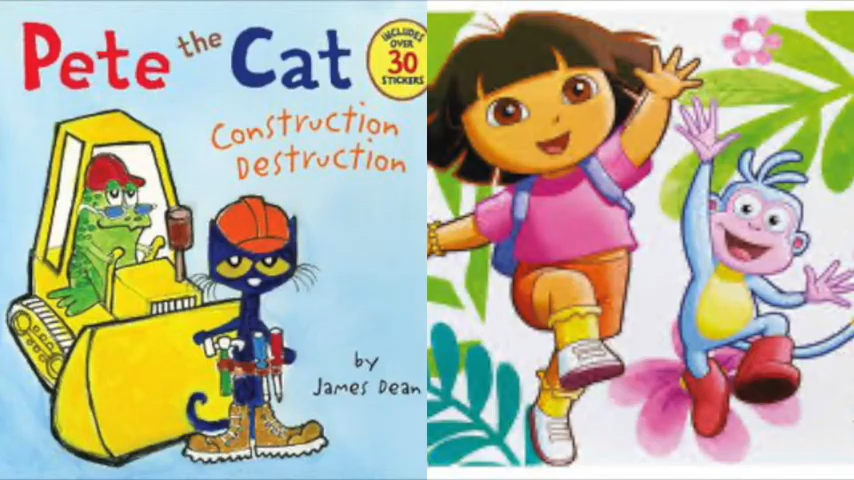 Pete the Cat
INCLUDES
OVER
30
STICKERS
Construction
Destruction
by
James Dean